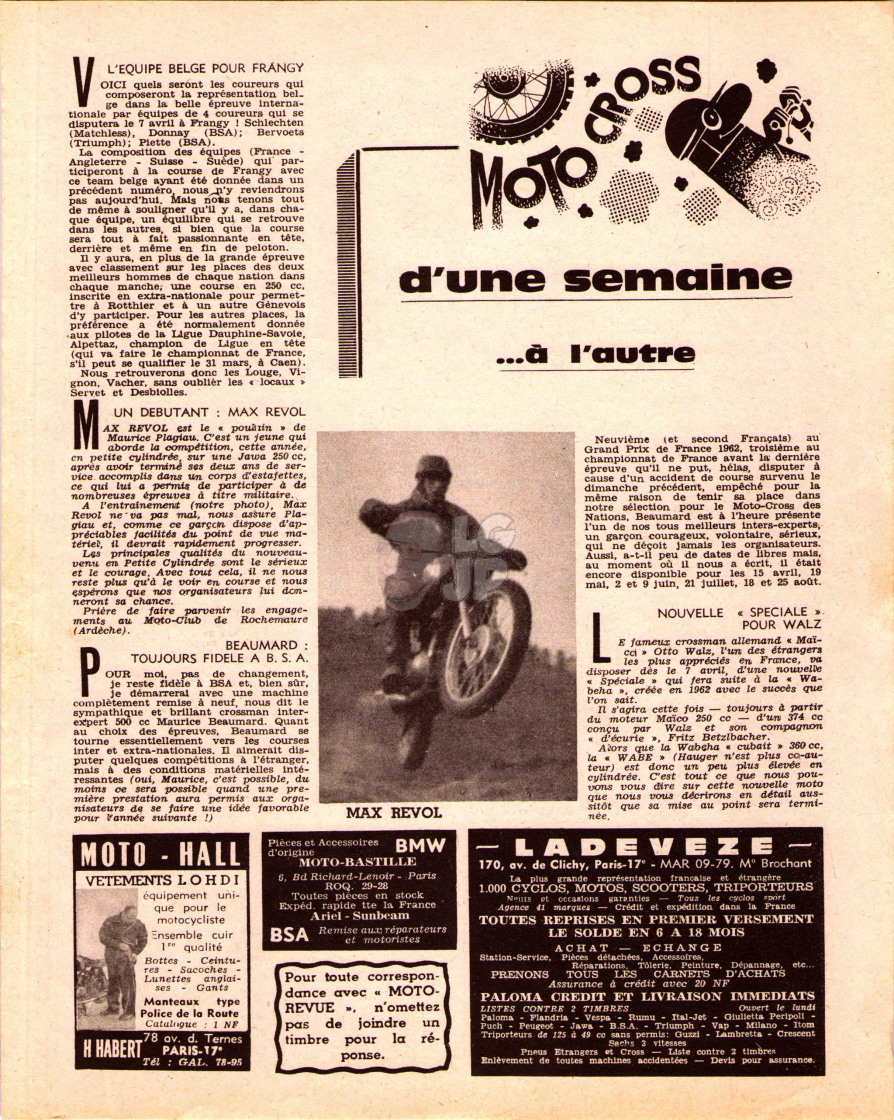 L'EQUIPE BELGE POUR FRANGY
VOICI quels seront les coureurs qui
composeront la représentation bel-
ge dans la belle épreuve interna-
tionale par équipes de 4 coureurs qui se
disputera le 7 avril à Frangy ! Schlechten
(Matchless), Donnay (BSA) ; Bervoets
(Triumph) ; Piette (BSA).
La composition des équipes (France -
Angleterre - Suisse - Suède) qui par-
ticiperont à la course de Frangy avec
ce team belge ayant été donnée dans un
précédent numéro, nous n'y reviendrons
pas aujourd'hui. Mais nous tenons tout
de même à souligner qu'il y a, dans cha-
que équipe, un équilibre qui se retrouve
dans les autres, si bien que la course
sera tout à fait passionnante en tête,
derrière et même en fin de peloton.
Il y aura, en plus de la grande épreuve
avec classement sur les places des deux
meilleurs hommes de chaque nation dans
chaque manche, une course en 250 cc,
inscrite en extra-nationale pour permet-
tre à Rotthier et à un autre Génevois
d'y participer. Pour les autres places, la
préférence a été normalement donnée
aux pilotes de la Ligue Dauphine-Savoie,
Alpettaz, champion de Ligue en tête
(qui va faire le championnat de France,
s'il peut se qualifier le 31 mars, à Caen).
Nous retrouverons donc les Louge, Vi-
gnon, Vacher, sans oublier les « locaux »
Servet et Desbiolles.
UN DEBUTANT : MAX REVOL
MAX REVOL est le « poulain » de
Maurice Plagiau. C'est un jeune qui
aborde la compétition, cette année,
en petite cylindrée, sur une Jawa 250 cc,
après avoir terminé ses deux ans de ser-
vice accomplis dans un corps d'estafettes,
ce qui lui a permis de participer à de
nombreuses épreuves à titre militaire.
A l'entraînement (notre photo), Max
Revol ne va pas mal, nous assure Pla-
giau et, comme ce garçon dispose d'ap-
préciables facilités du point de vue ma-
tériel, il devrait rapidement progresser.
Les principales qualités du nouveau-
venu en Petite Cylindrée sont le sérieux
et le courage. Avec tout cela, il ne nous
reste plus qu'à le voir en course et nous
espérons que nos organisateurs lui don-
neront sa chance.
Prière de faire parvenir les engage-
ments au Moto-Club de Rochemaure
(Ardèche).
BEAUMARD :
TOUJOURS FIDELE A B. S. A.
POUR moi, pas de changement,
je reste fidèle à BSA et, bien sûr,
je démarrerai avec une machine
complètement remise à neuf, nous dit le
sympathique et brillant crossman inter-
expert 500 cc Maurice Beaumard. Quant
au choix des épreuves, Beaumard se
tourne essentiellement vers les courses
inter et extra-nationales. Il aimerait dis-
puter quelques compétitions à l'étranger,
mais à des conditions matérielles inté-
ressantes (oui, Maurice, c'est possible, du
moins ce sera possible quand une pre-
mière prestation aura permis aux orga-
nisateurs de se faire une idée favorable
pour l'année suivante !)
MOTO CROSS
d'une semaine
...à l'autre
MAX REVOL
Neuvième (et second Français) au
Grand Prix de France 1962, troisième au
championnat de France avant la dernière
épreuve qu'il ne put, hélas, disputer à
cause d'un accident de course survenu le
dimanche précédent, empêché pour la
même raison de tenir sa place dans
notre sélection pour le Moto-Cross des
Nations, Beaumard est à l'heure présente
l'un de nos tous meilleurs inters-experts,
un garçon courageux, volontaire, sérieux,
qui ne déçoit jamais les organisateurs.
Aussi, a-t-il peu de dates de libres mais,
au moment où il nous a écrit, il était
encore disponible pour les 15 avril, 19
mai, 2 et 9 juin, 21 juillet, 18 et 25 août.
NOUVELLE « SPECIALE »
POUR WALZ
LE fameux crossman allemand « Maï-
co » Otto Walz, l'un des étrangers
les plus appréciés en France, va
disposer dès le 7 avril, d'une nouvelle
« Spéciale » qui fera suite à la « Wa-
beha », créée en 1962 avec le succès que
l'on sait.
Il s'agira cette fois — toujours à partir
du moteur Maïco 250 cc — d'un 374 cc
conçu par Walz et son compagnon
« d'écurie », Fritz Betzlbacher.
Alors que la Wabeha « cubait » 360 cc,
la « WABE » (Hauger n'est plus co-au-
teur) est donc un peu plus élevée en
cylindrée. C'est tout ce que nous pou-
vons vous dire sur cette nouvelle moto
que nous vous décrirons en détail aus-
sitôt que sa mise au point sera termi-
née.
MOTO - HALL
VETEMENTS LOHDI
équipement uni-
que pour le
motocycliste
Ensemble cuir
1re qualité
Bottes - Ceintu-
res - Sacoches -
Lunettes anglai-
ses - Gants
Manteaux type
Police de la Route
Catalogue : 1 NF
H HABERT 78 av. d. Ternes
PARIS-17e
Tél : GAL. 78-95
Pièces et Accessoires
d'origine BMW
MOTO-BASTILLE
6, Bd Richard-Lenoir - Paris
ROQ. 29-28
Toutes pièces en stock
Expéd. rapide tte la France
Ariel - Sunbeam
BSA Remise aux réparateurs
et motoristes
Pour toute correspon-
dance avec « MOTO-
REVUE », n'omettez
pas de joindre un
timbre pour la ré-
ponse.
— LADEVEZE —
170, av. de Clichy, Paris-17e - MAR 09-79. Mo Brochant
La plus grande représentation française et étrangère
1.000 CYCLOS, MOTOS, SCOOTERS, TRIPORTEURS
Neufs et occasions garanties — Tous les cyclos sport
Agence 41 marques — Crédit et expédition dans la France
TOUTES REPRISES EN PREMIER VERSEMENT
LE SOLDE EN 6 A 18 MOIS
ACHAT — ECHANGE
Station-Service, Pièces détachées, Accessoires,
Réparations, Tôlerie, Peinture, Dépannage, etc...
PRENONS TOUS LES CARNETS D'ACHATS
Assurance à crédit avec 20 NF
PALOMA CREDIT ET LIVRAISON IMMEDIATS
LISTES CONTRE 2 TIMBRES Ouvert le lundi
Paloma - Flandria - Vespa - Rumu - Ital-Jet - Giulietta Peripoli -
Puch - Peugeot - Jawa - B.S.A. - Triumph - Vap - Milano - Itom
Triporteurs de 125 à 49 cc sans permis: Guzzi - Lambretta - Crescent
Sachs 3 vitesses
Pneus Etrangers et Cross — Liste contre 2 timbres
Enlèvement de toutes machines accidentées — Devis pour assurance.